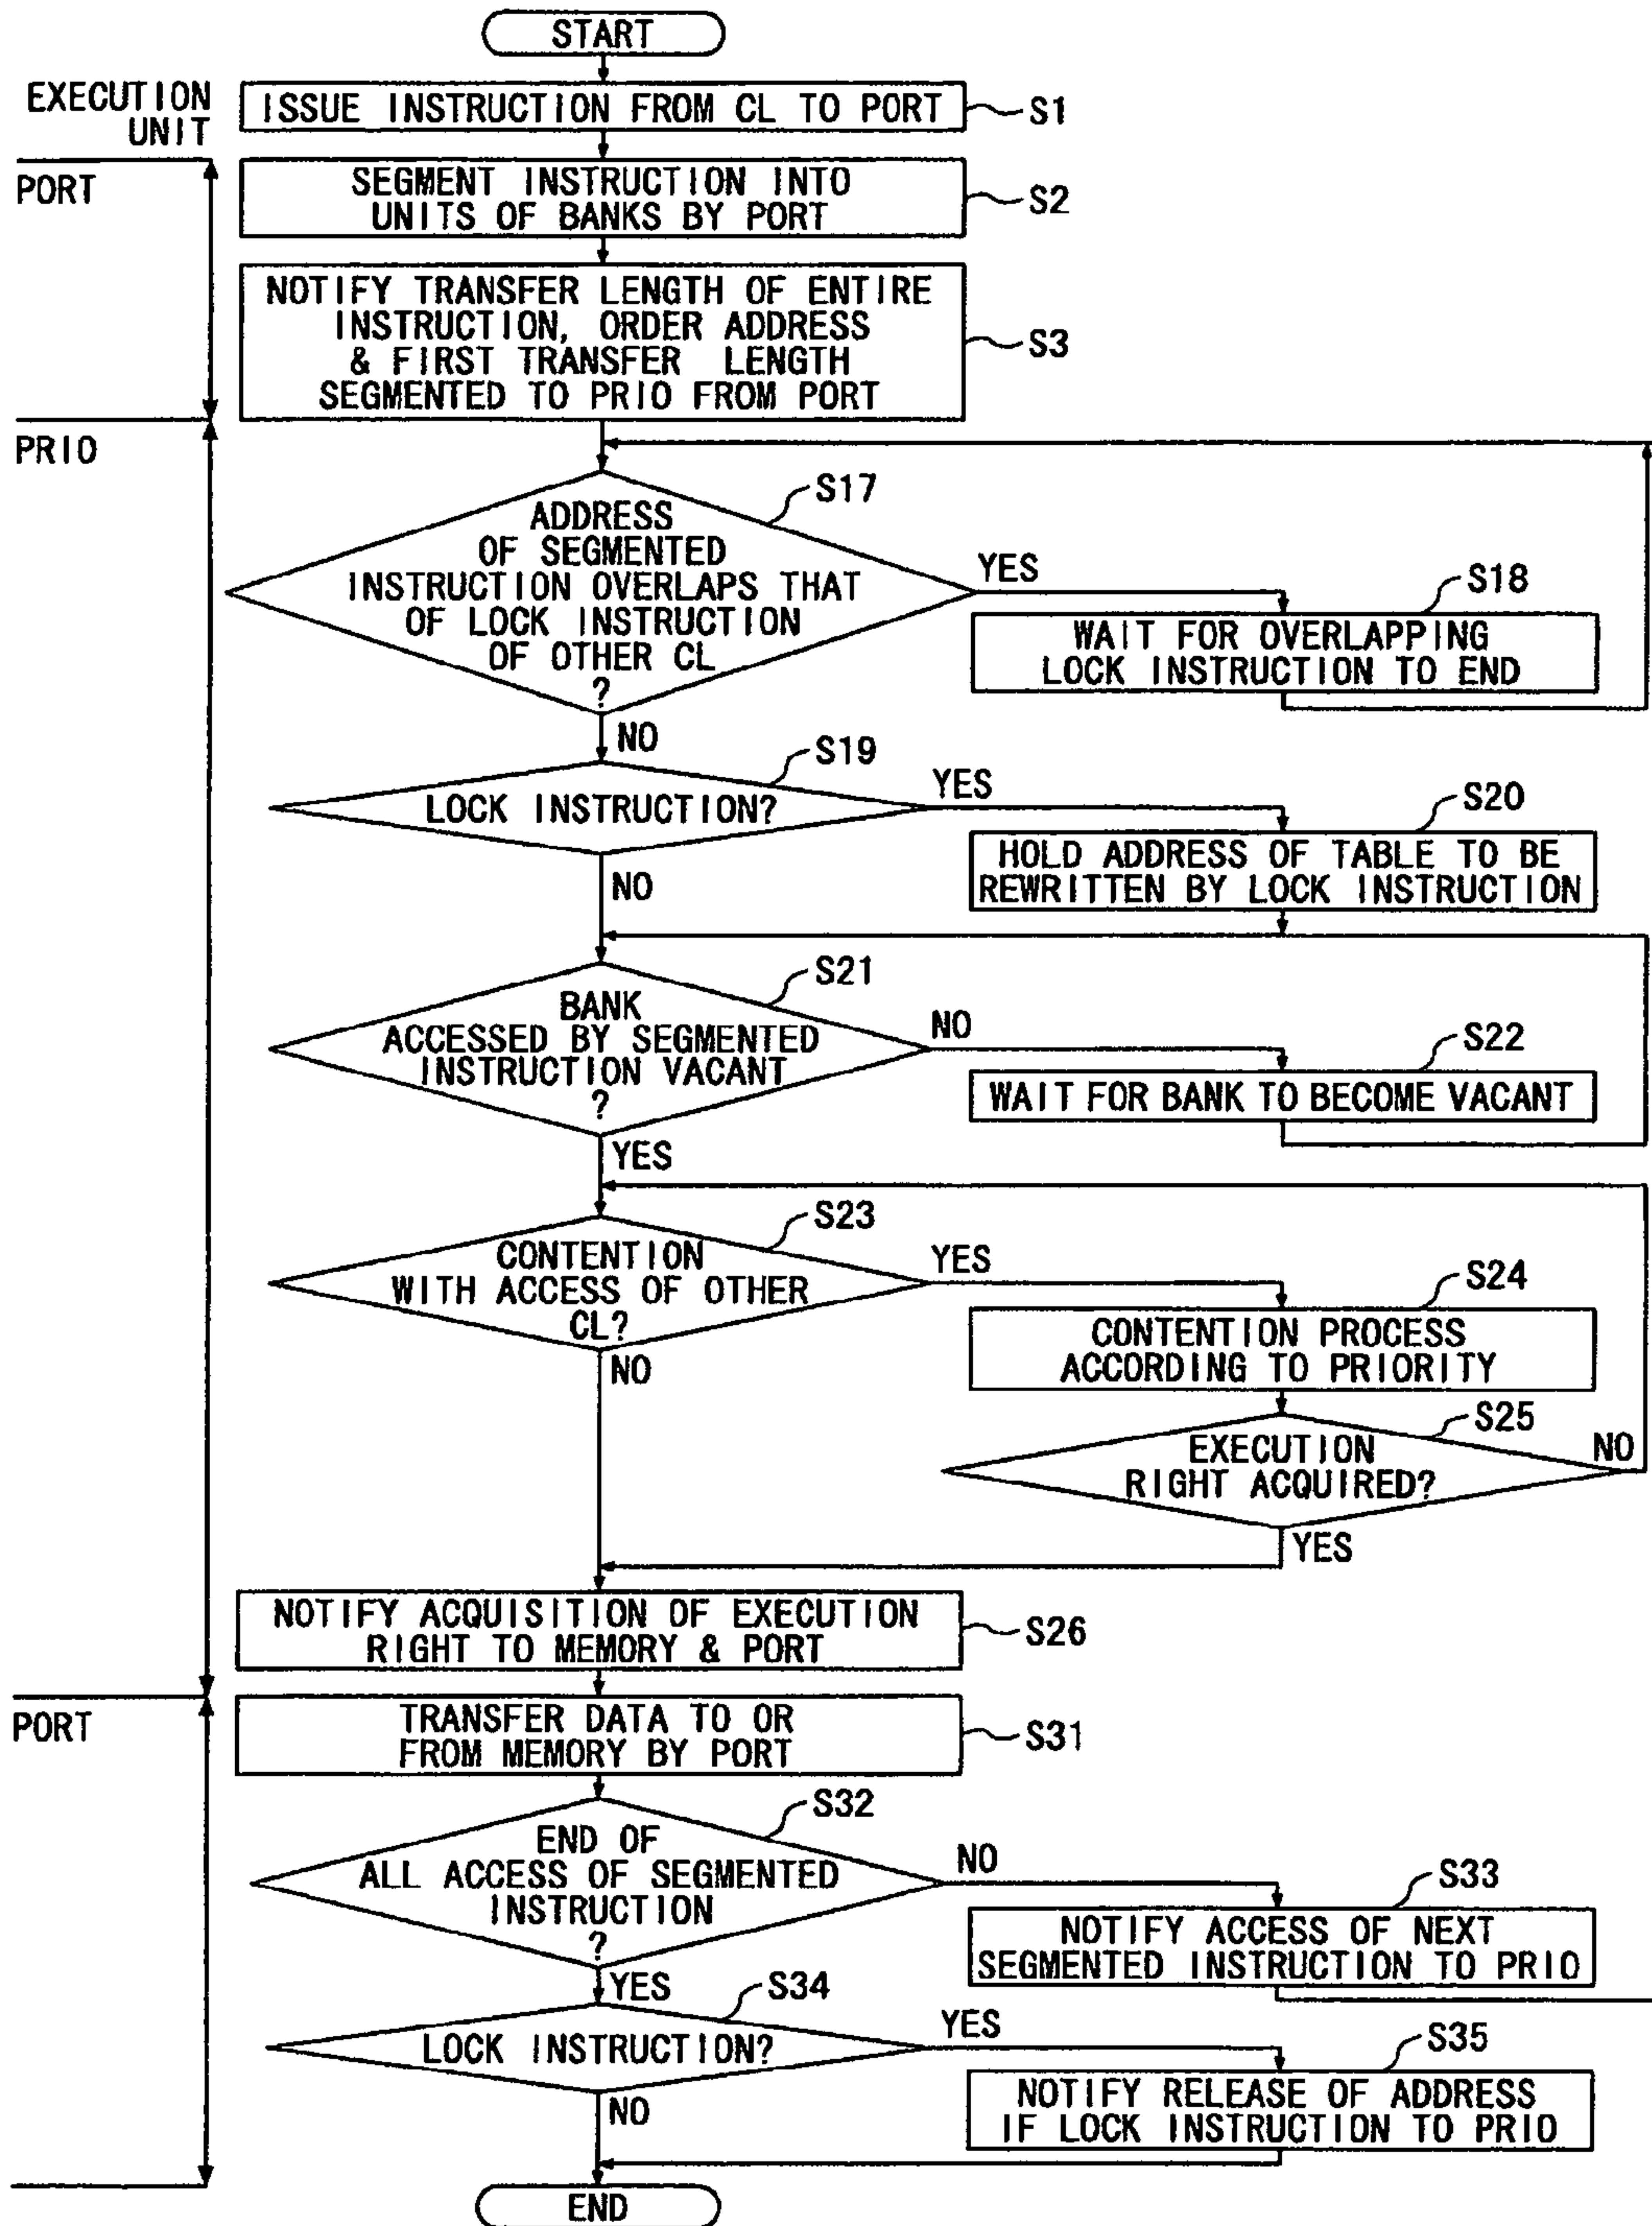 START
EXECUTION
UNIT
ISSUE INSTRUCTION FROM CL TO PORT
S1
PORT
SEGMENT INSTRUCTION INTO
UNITS OF BANKS BY PORT
S2
NOTIFY TRANSFER LENGTH OF ENTIRE
INSTRUCTION, ORDER ADDRESS
& FIRST TRANSFER LENGTH
SEGMENTED TO PRIO FROM PORT
S3
PRIO
S17
ADDRESS
OF SEGMENTED
INSTRUCTION OVERLAPS THAT
OF LOCK INSTRUCTION
OF OTHER CL
?
YES
S18
WAIT FOR OVERLAPPING
LOCK INSTRUCTION TO END
NO
S19
LOCK INSTRUCTION?
YES
S20
HOLD ADDRESS OF TABLE TO BE
REWRITTEN BY LOCK INSTRUCTION
NO
S21
BANK
ACCESSED BY SEGMENTED
INSTRUCTION VACANT
?
NO
S22
WAIT FOR BANK TO BECOME VACANT
YES
S23
CONTENTION
WITH ACCESS OF OTHER
CL?
YES
S24
CONTENTION PROCESS
ACCORDING TO PRIORITY
NO
S25
EXECUTION
RIGHT ACQUIRED?
NO
YES
NOTIFY ACQUISITION OF EXECUTION
RIGHT TO MEMORY & PORT
S26
PORT
TRANSFER DATA TO OR
FROM MEMORY BY PORT
S31
S32
END OF
ALL ACCESS OF SEGMENTED
INSTRUCTION
?
NO
S33
NOTIFY ACCESS OF NEXT
SEGMENTED INSTRUCTION TO PRIO
YES
S34
LOCK INSTRUCTION?
YES
S35
NOTIFY RELEASE OF ADDRESS
IF LOCK INSTRUCTION TO PRIO
NO
END